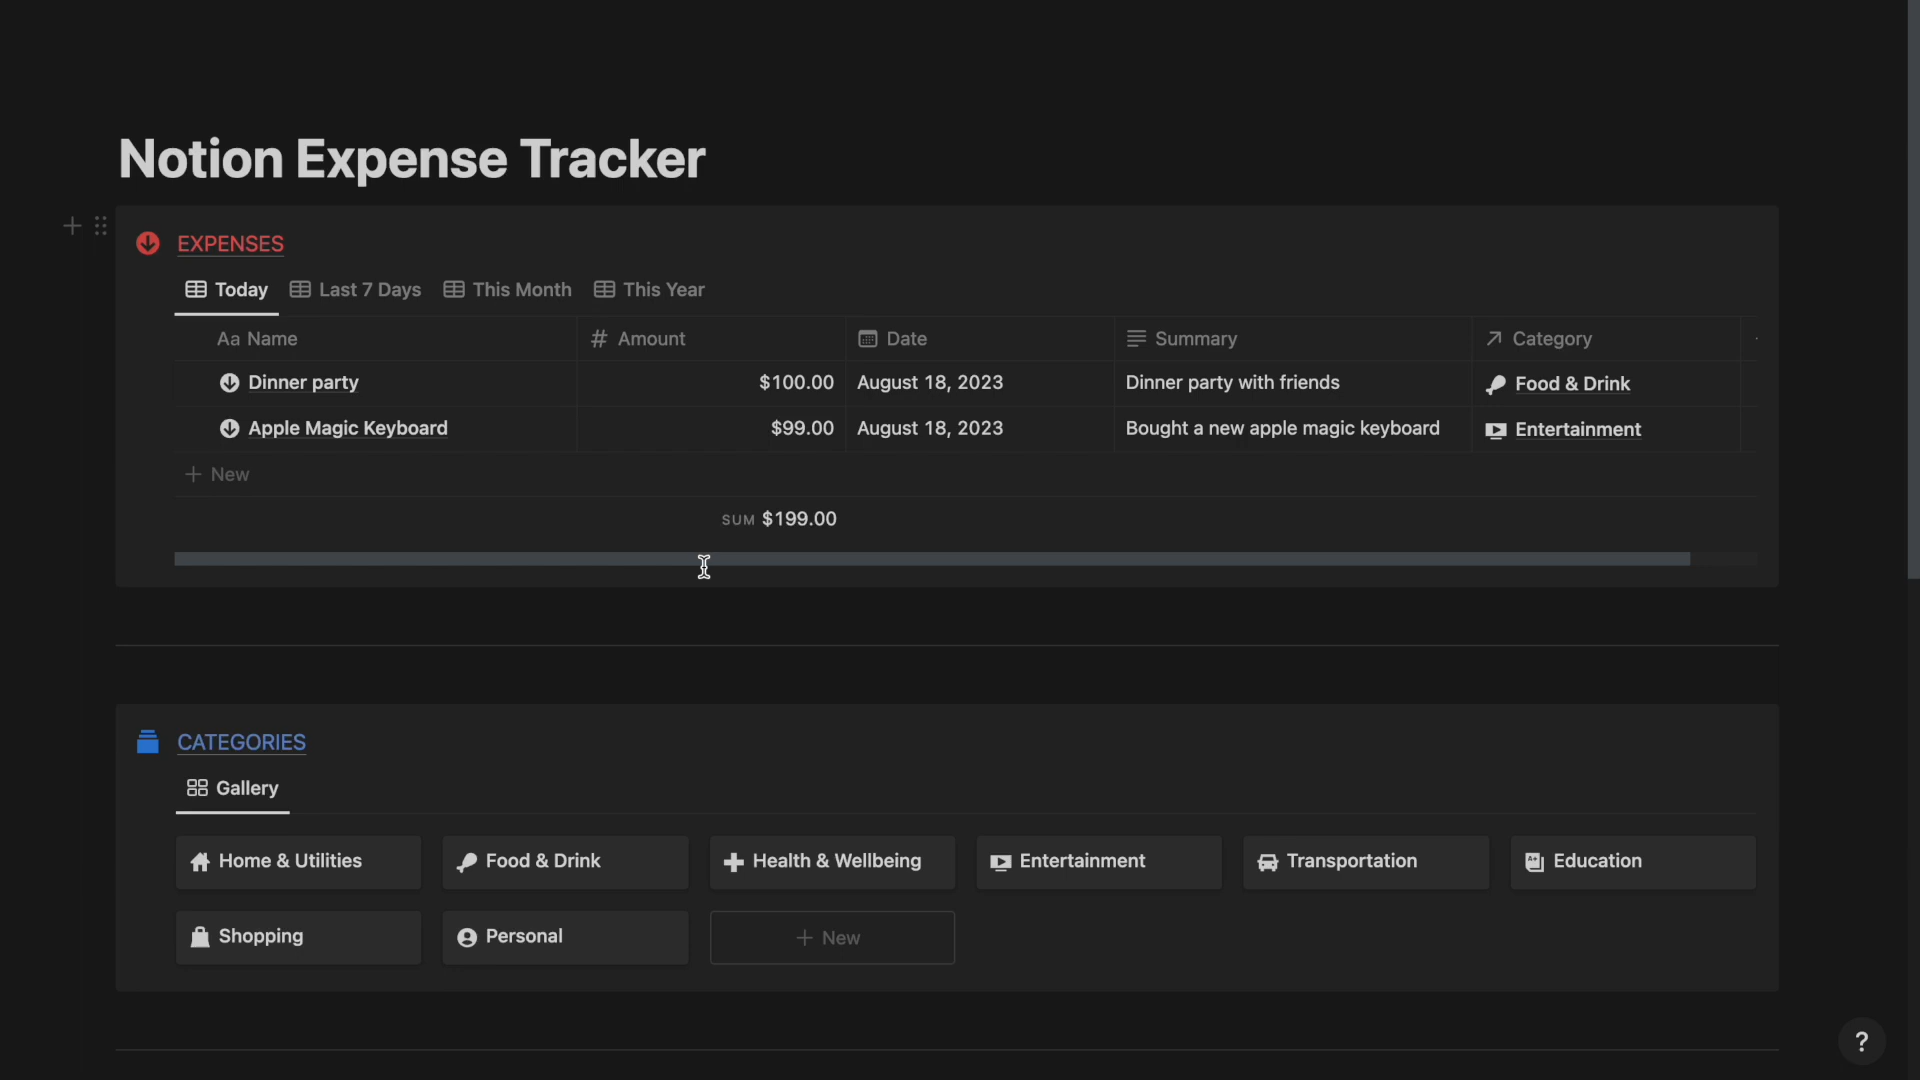 Notion Expense Tracker
EXPENSES
Today Last 7 Days This Month This Year
Aa Name # Amount Date Summary Category
Dinner party $100.00 August 18, 2023 Dinner party with friends Food & Drink
Apple Magic Keyboard $99.00 August 18, 2023 Bought a new apple magic keyboard Entertainment
+ New
SUM $199.00
CATEGORIES
Gallery
Home & Utilities Food & Drink Health & Wellbeing Entertainment Transportation A+ Education
Shopping Personal + New
?